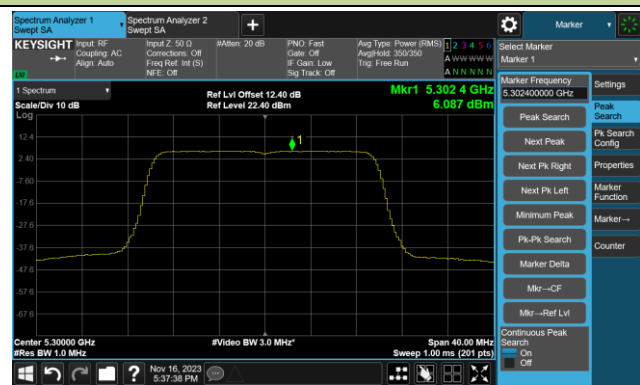 Spectrum Analyzer 1
Swept SA
Spectrum Analyzer 2
Swept SA
+
Marker
KEYSIGHT
Input: RF
Coupling: AC
Align: Auto
Input Z: 50 Ω
Corrections: Off
Freq Ref: Int (S)
NFE: Off
#Atten: 20 dB
PNO: Fast
Gate: Off
IF Gain: Low
Sig Track: Off
Avg Type: Power (RMS)
Avg|Hold: 350/350
Trig: Free Run
1 2 3 4 5 6
A W W W W W
A N N N N N
LXI
Select Marker
Marker 1
1 Spectrum
Scale/Div 10 dB
Log
Ref Lvl Offset 12.40 dB
Ref Level 22.40 dBm
Mkr1 5.302 4 GHz
6.087 dBm
1
12.4
2.40
-7.60
-17.6
-27.6
-37.6
-47.6
-57.6
-67.6
Center 5.30000 GHz
#Res BW 1.0 MHz
#Video BW 3.0 MHz*
Span 40.00 MHz
Sweep 1.00 ms (201 pts)
Marker Frequency
5.302400000 GHz
Peak Search
Next Peak
Next Pk Right
Next Pk Left
Minimum Peak
Pk-Pk Search
Marker Delta
Mkr→CF
Mkr→Ref Lvl
Continuous Peak
Search
On
Off
Settings
Peak
Search
Pk Search
Config
Properties
Marker
Function
Marker→
Counter
?
Nov 16, 2023
5:37:38 PM